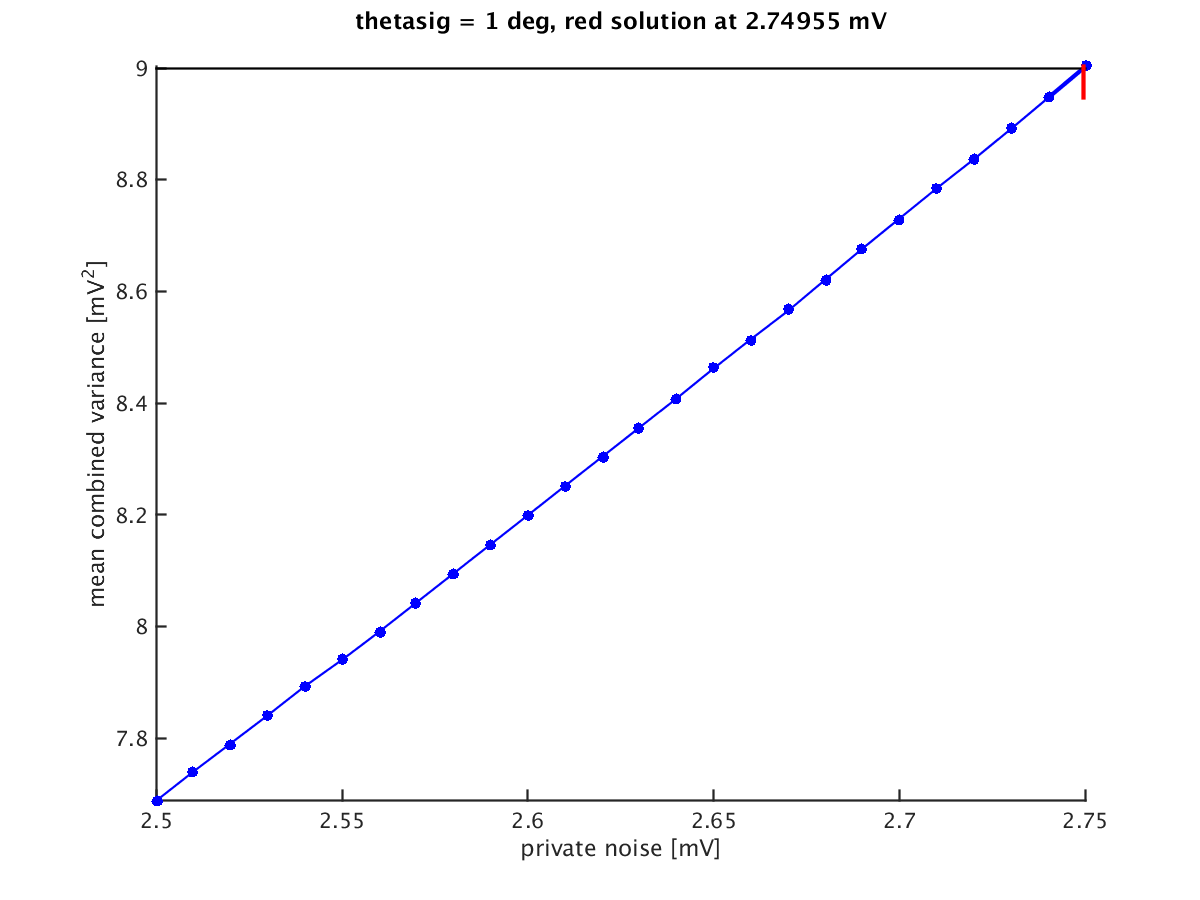 thetasig = 1 deg, red solution at 2.74955 mV
9
8.8
8.6
8.4
8.2
8
7.8
mean combined variance [mV²]
2.5 2.55 2.6 2.65 2.7 2.75
private noise [mV]